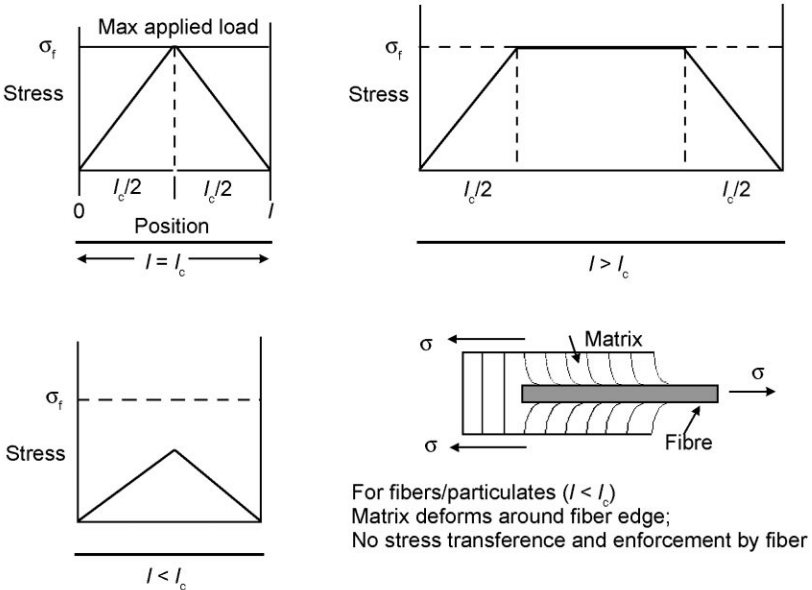 Max applied load
σf
Stress
lc/2 lc/2
0 l
Position
l = lc
σf
Stress
lc/2 lc/2
l > lc
σf
Stress
l < lc
Matrix
σ
σ
σ
Fibre
For fibers/particulates (l < lc)
Matrix deforms around fiber edge;
No stress transference and enforcement by fiber